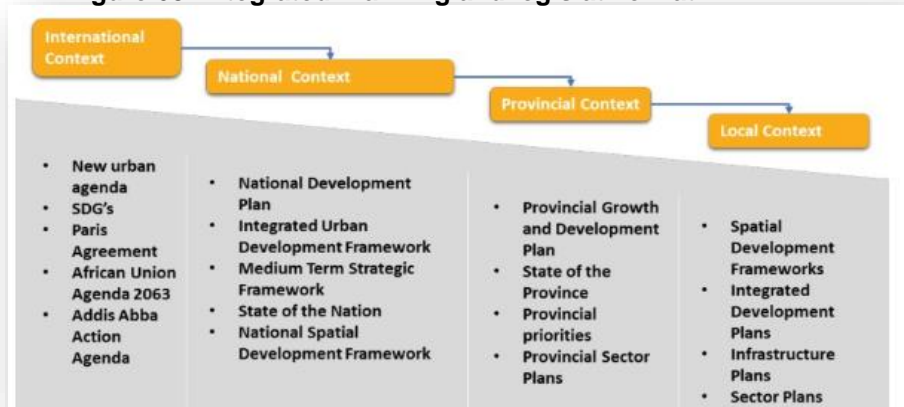 International
Context
National Context
Provincial Context
Local Context
• New urban
agenda
• SDG's
• Paris
Agreement
• African Union
Agenda 2063
• Addis Abba
Action
Agenda
• National Development
Plan
• Integrated Urban
Development Framework
• Medium Term Strategic
Framework
• State of the Nation
• National Spatial
Development Framework
• Provincial Growth
and Development
Plan
• State of the
Province
• Provincial
priorities
• Provincial Sector
Plans
• Spatial
Development
Frameworks
• Integrated
Development
Plans
• Infrastructure
Plans
• Sector Plans